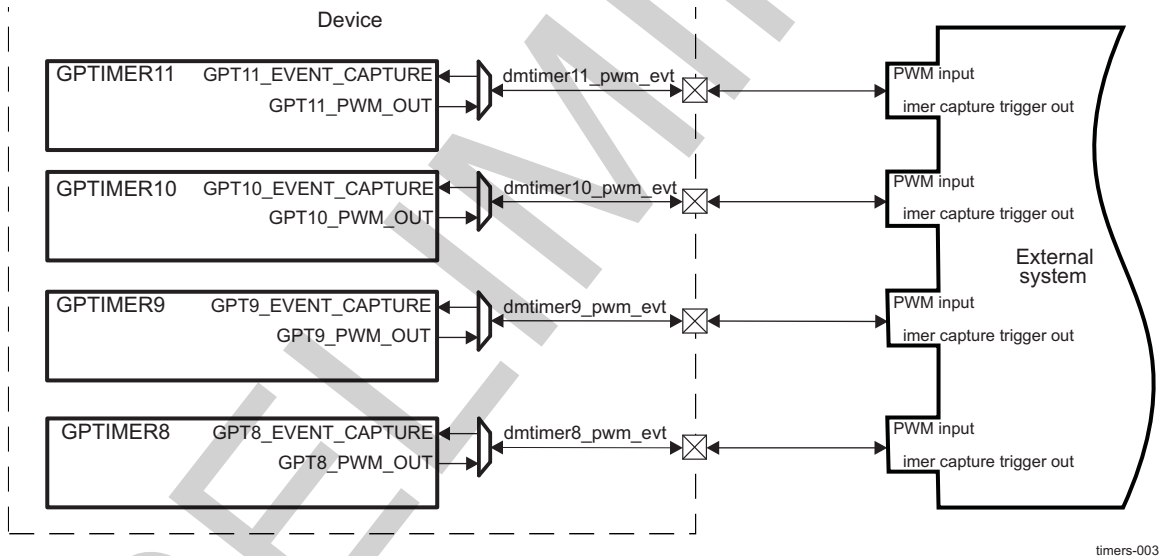 Device
GPTIMER11 GPT11_EVENT_CAPTURE dmtimer11_pwm_evt PWM input
GPT11_PWM_OUT imer capture trigger out
GPTIMER10 GPT10_EVENT_CAPTURE dmtimer10_pwm_evt PWM input
GPT10_PWM_OUT imer capture trigger out
External
system
GPTIMER9 GPT9_EVENT_CAPTURE dmtimer9_pwm_evt PWM input
GPT9_PWM_OUT imer capture trigger out
GPTIMER8 GPT8_EVENT_CAPTURE dmtimer8_pwm_evt PWM input
GPT8_PWM_OUT imer capture trigger out
timers-003